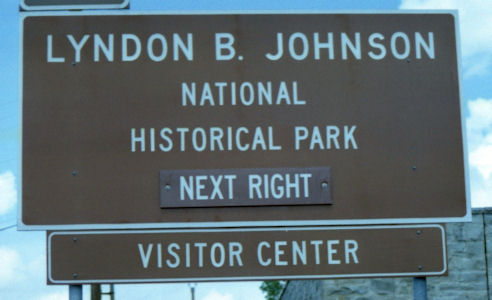 LYNDON B. JOHNSON
NATIONAL
HISTORICAL PARK
NEXT RIGHT
VISITOR CENTER